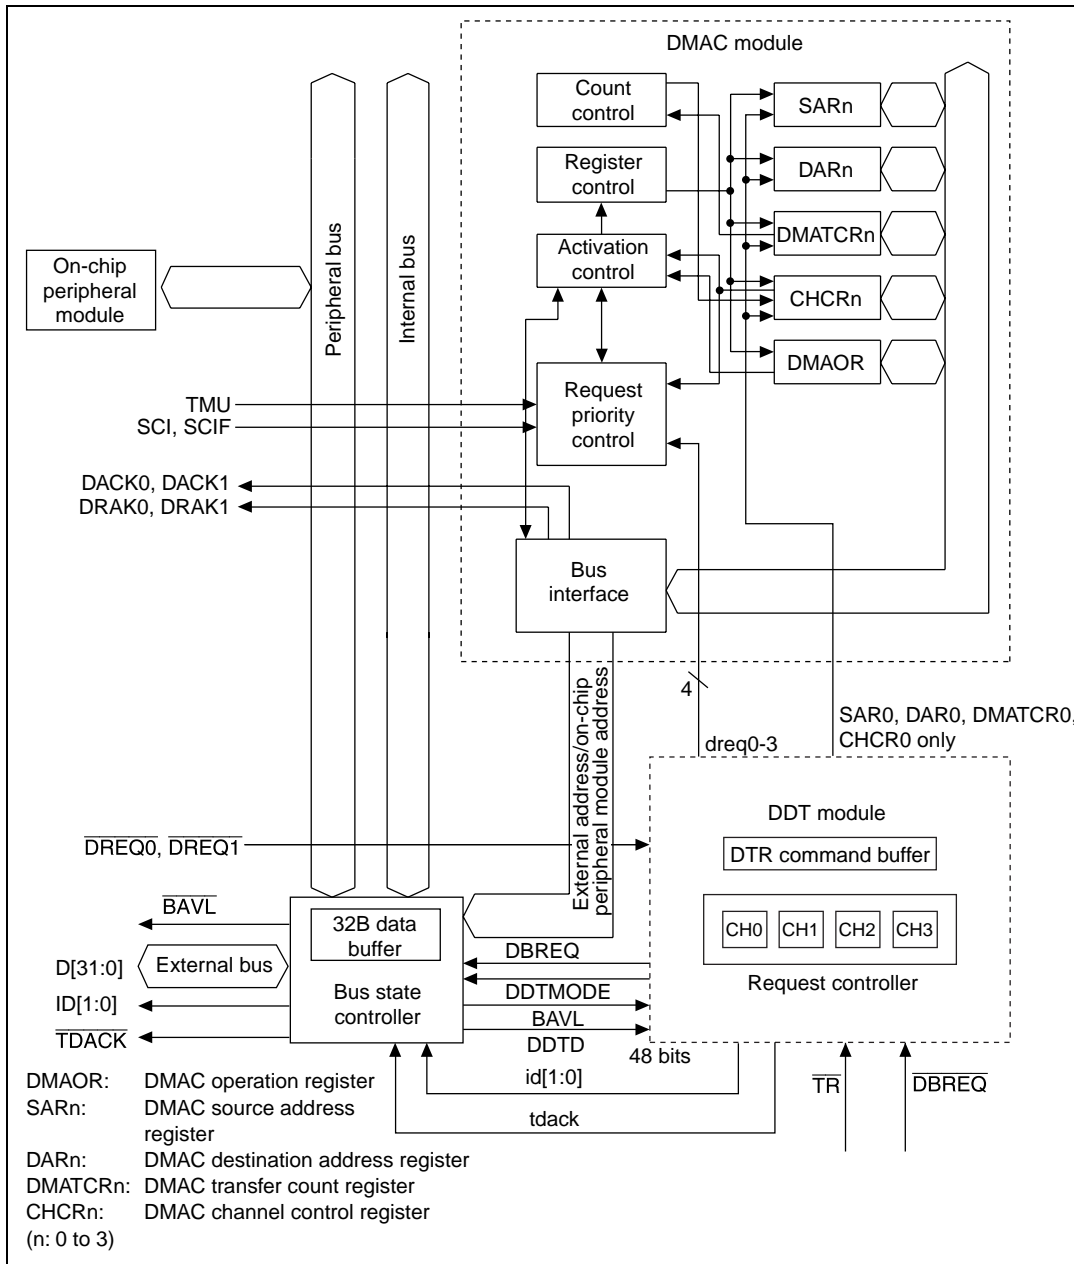 DMAC module
Count
control
SARn
Register
control
DARn
DMATCRn
Activation
control
On-chip
peripheral
module
Peripheral bus
Internal bus
CHCRn
DMAOR
Request
priority
control
TMU
SCI, SCIF
DACK0, DACK1
DRAK0, DRAK1
Bus
interface
4
External address/on-chip
peripheral module address
dreq0-3
SAR0, DAR0, DMATCR0,
CHCR0 only
DDT module
DREQ0, DREQ1
DTR command buffer
BAVL
32B data
buffer
CH0 CH1 CH2 CH3
DBREQ
D[31:0]
External bus
Request controller
Bus state
controller
DDTMODE
ID[1:0]
BAVL
TDACK
DDTD
48 bits
id[1:0]
TR
DBREQ
tdack
DMAOR: DMAC operation register
SARn: DMAC source address
register
DARn: DMAC destination address register
DMATCRn: DMAC transfer count register
CHCRn: DMAC channel control register
(n: 0 to 3)